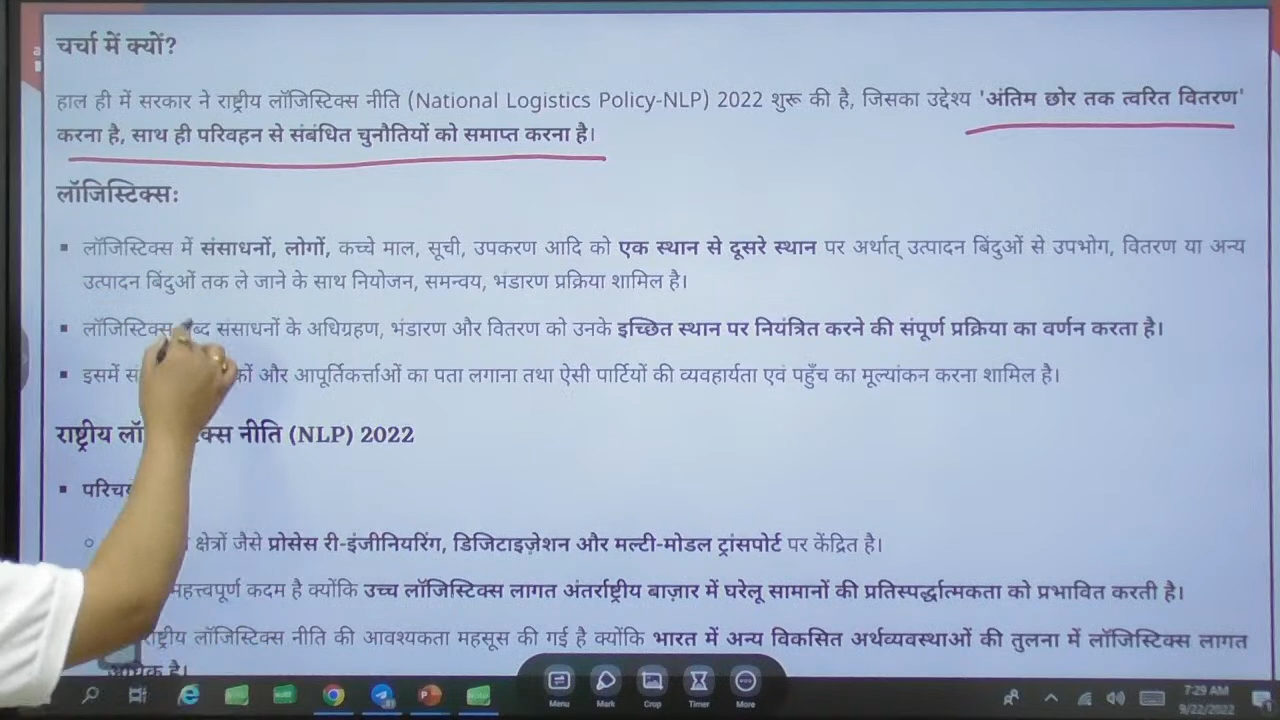 चर्चा में क्यों?
हाल ही में सरकार ने राष्ट्रीय लॉजिस्टिक्स नीति (National Logistics Policy-NLP) 2022 शुरू की है, जिसका उद्देश्य 'अंतिम छोर तक त्वरित वितरण'
करना है, साथ ही परिवहन से संबंधित चुनौतियों को समाप्त करना है।
लॉजिस्टिक्स:
▪ लॉजिस्टिक्स में संसाधनों, लोगों, कच्चे माल, सूची, उपकरण आदि को एक स्थान से दूसरे स्थान पर अर्थात् उत्पादन बिंदुओं से उपभोग, वितरण या अन्य
उत्पादन बिंदुओं तक ले जाने के साथ नियोजन, समन्वय, भंडारण प्रक्रिया शामिल है।
▪ लॉजिस्टिक्स संसाधनों के अधिग्रहण, भंडारण और वितरण को उनके इच्छित स्थान पर नियंत्रित करने की संपूर्ण प्रक्रिया का वर्णन करता है।
▪ इसमें और आपूर्तिकर्त्ताओं का पता लगाना तथा ऐसी पार्टियों की व्यवहार्यता एवं पहुँच का मूल्यांकन करना शामिल है।
राष्ट्रीय नीति (NLP) 2022
▪
○ क्षेत्रों जैसे प्रोसेस री-इंजीनियरिंग, डिजिटाइज़ेशन और मल्टी-मोडल ट्रांसपोर्ट पर केंद्रित है।
महत्त्वपूर्ण कदम है क्योंकि उच्च लॉजिस्टिक्स लागत अंतर्राष्ट्रीय बाज़ार में घरेलू सामानों की प्रतिस्पर्द्धात्मकता को प्रभावित करती है।
राष्ट्रीय लॉजिस्टिक्स नीति की आवश्यकता महसूस की गई है क्योंकि भारत में अन्य विकसित अर्थव्यवस्थाओं की तुलना में लॉजिस्टिक्स लागत
अधिक है।
Menu Mark Crop Timer More
7:29 AM
9/22/2022